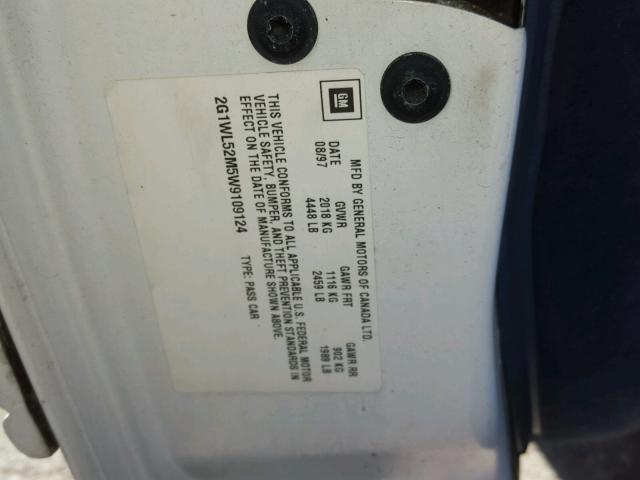 GM
MFD BY GENERAL MOTORS OF CANADA LTD.
DATE GVWR GAWR FRT GAWR RR
08/97 2018 KG 1116 KG 902 KG
4448 LB 2459 LB 1989 LB
THIS VEHICLE CONFORMS TO ALL APPLICABLE U.S. FEDERAL MOTOR
VEHICLE SAFETY, BUMPER, AND THEFT PREVENTION STANDARDS IN
EFFECT ON THE DATE OF MANUFACTURE SHOWN ABOVE.
2G1WL52M5W9109124 TYPE: PASS CAR